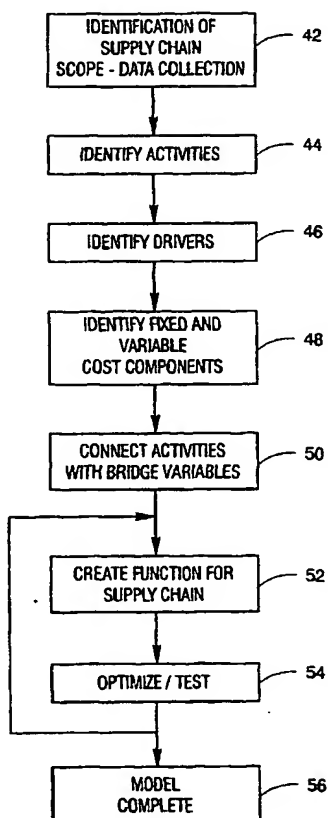 IDENTIFICATION OF
SUPPLY CHAIN
SCOPE - DATA COLLECTION
42
IDENTIFY ACTIVITIES
44
IDENTIFY DRIVERS
46
IDENTIFY FIXED AND
VARIABLE
COST COMPONENTS
48
CONNECT ACTIVITIES
WITH BRIDGE VARIABLES
50
CREATE FUNCTION FOR
SUPPLY CHAIN
52
OPTIMIZE / TEST
54
MODEL
COMPLETE
56